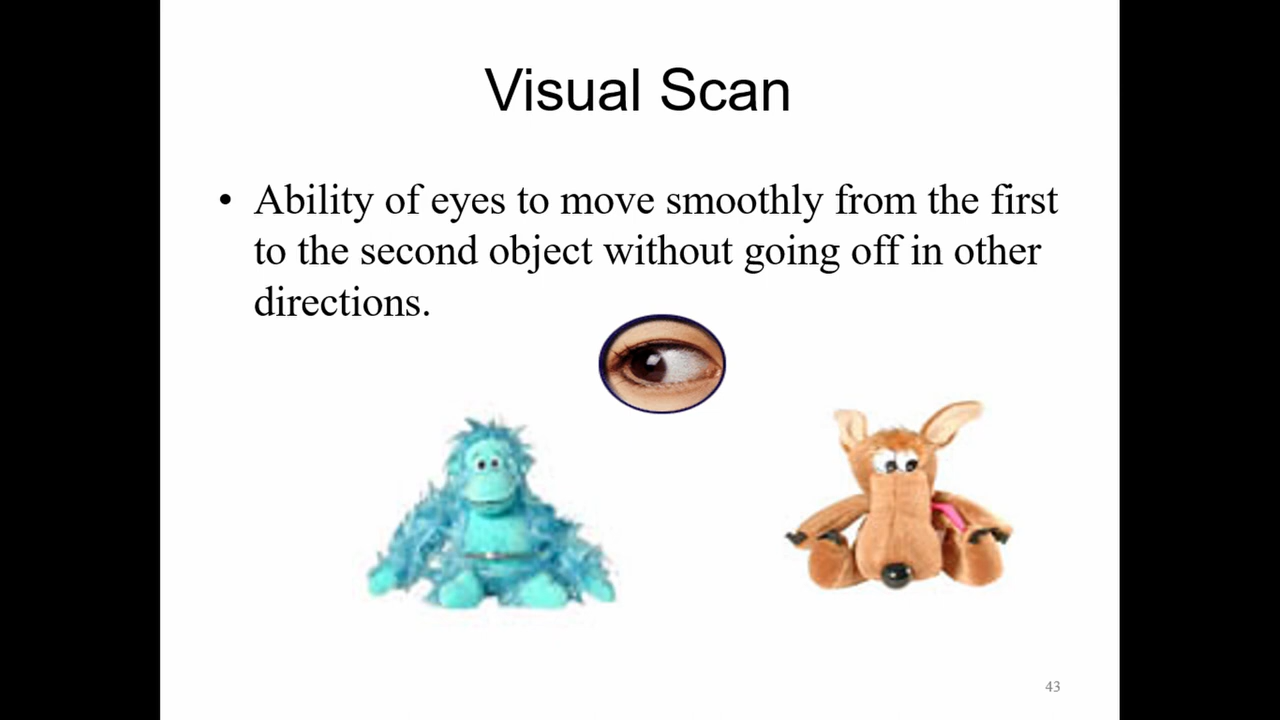 Visual Scan
• Ability of eyes to move smoothly from the first
to the second object without going off in other
directions.
43